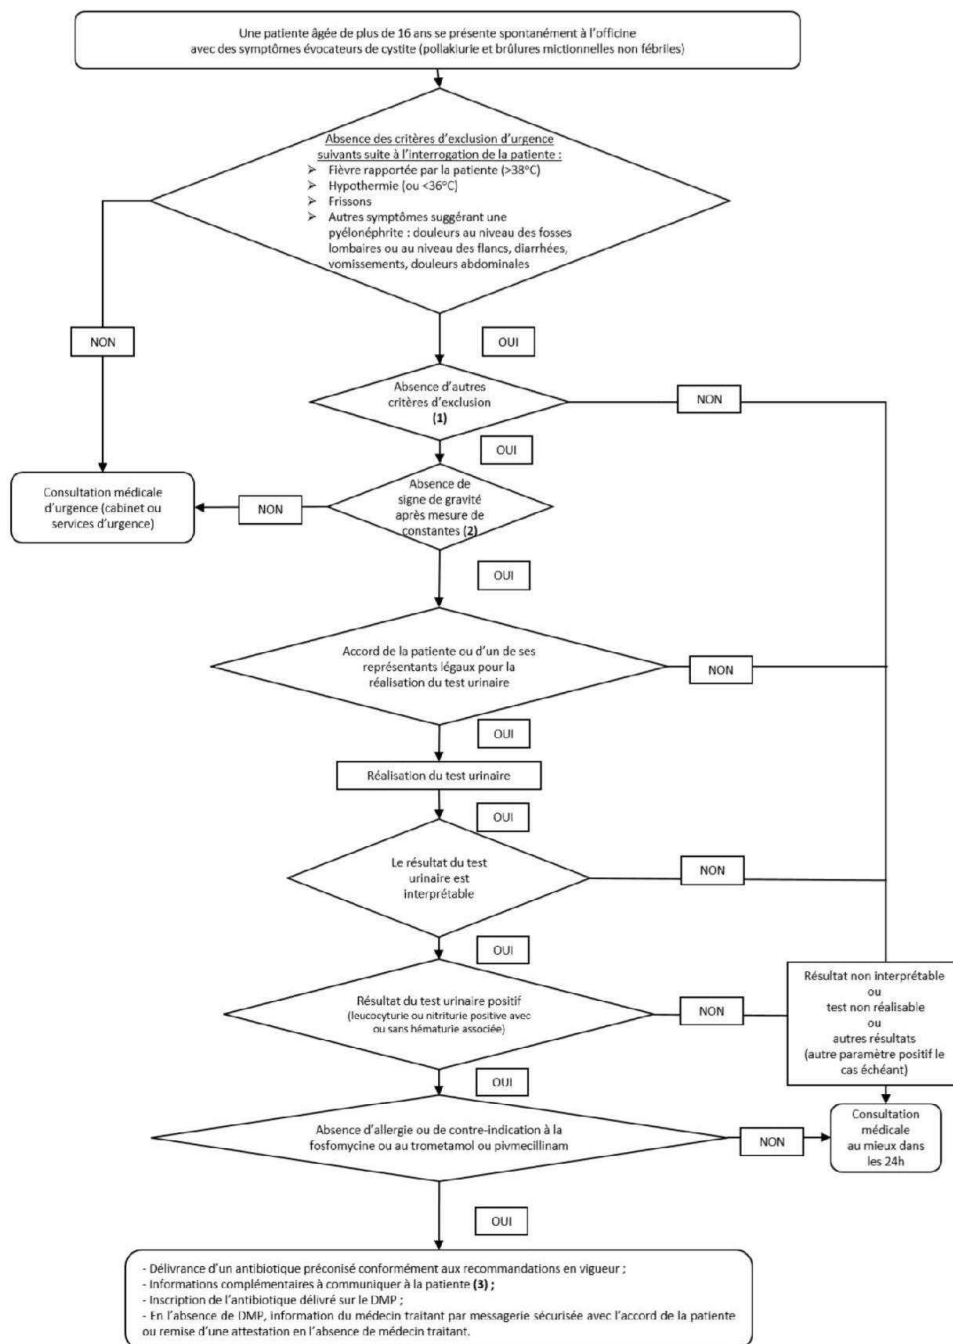 Une patiente âgée de plus de 16 ans se présente spontanément à l'officine
avec des symptômes évocateurs de cystite (pollakiurie et brûlures mictionnelles non fébriles)
Absence des critères d'exclusion d'urgence
suivants suite à l'interrogation de la patiente :
➢ Fièvre rapportée par la patiente (>38°C)
➢ Hypothermie (ou <36°C)
➢ Frissons
➢ Autres symptômes suggérant une
pyélonéphrite : douleurs au niveau des fosses
lombaires ou au niveau des flancs, diarrhées,
vomissements, douleurs abdominales
NON
OUI
Absence d'autres
critères d'exclusion
(1)
NON
OUI
Consultation médicale
d'urgence (cabinet ou
services d'urgence)
NON
Absence de
signe de gravité
après mesure de
constantes (2)
OUI
Accord de la patiente ou d'un de ses
représentants légaux pour la
réalisation du test urinaire
NON
OUI
Réalisation du test urinaire
OUI
Le résultat du test
urinaire est
interprétable
NON
OUI
Résultat du test urinaire positif
(leucocyturie ou nitriturie positive avec
ou sans hématurie associée)
NON
Résultat non interprétable
ou
test non réalisable
ou
autres résultats
(autre paramètre positif le
cas échéant)
OUI
Absence d'allergie ou de contre-indication à la
fosfomycine ou au trometamol ou pivmecillinam
NON
Consultation
médicale
au mieux dans
les 24h
OUI
- Délivrance d'un antibiotique préconisé conformément aux recommandations en vigueur ;
- Informations complémentaires à communiquer à la patiente (3) ;
- Inscription de l'antibiotique délivré sur le DMP ;
- En l'absence de DMP, information du médecin traitant par messagerie sécurisée avec l'accord de la patiente
ou remise d'une attestation en l'absence de médecin traitant.